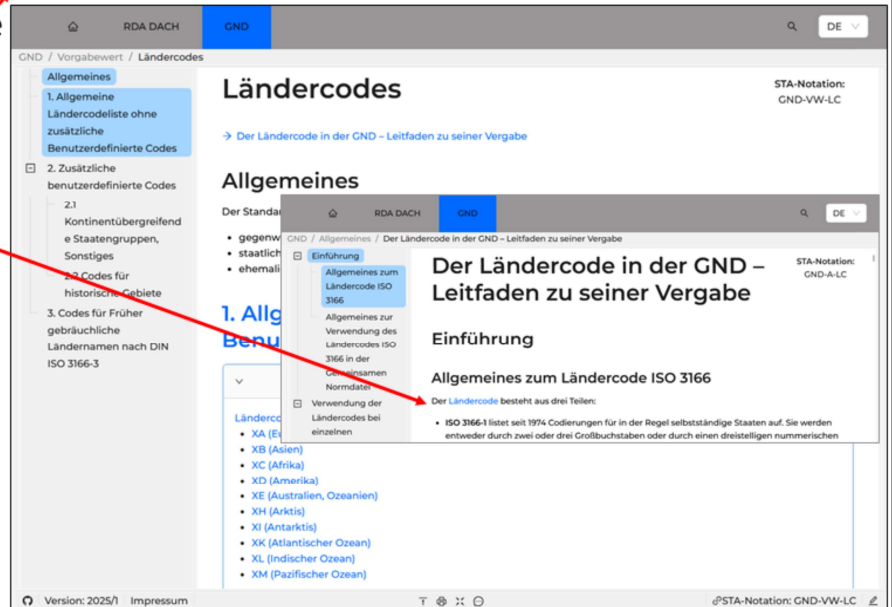 e
RDA DACH
GND
DE
GND / Vorgabewert / Ländercodes
Allgemeines
1. Allgemeine
Ländercodeliste ohne
zusätzliche
Benutzerdefinierte Codes
2. Zusätzliche
benutzerdefinierte Codes
2.1
Kontinentübergreifend
e Staatengruppen,
Sonstiges
2.2 Codes für
historische Gebiete
3. Codes für Früher
gebräuchliche
Ländernamen nach DIN
ISO 3166-3
Ländercodes
STA-Notation:
GND-VW-LC
→ Der Ländercode in der GND – Leitfaden zu seiner Vergabe
Allgemeines
Der Standa
• gegenw
• staatlich
• ehemali
1. Allg
Benu
Länderco
• XA (Eu
• XB (Asien)
• XC (Afrika)
• XD (Amerika)
• XE (Australien, Ozeanien)
• XH (Arktis)
• XI (Antarktis)
• XK (Atlantischer Ozean)
• XL (Indischer Ozean)
• XM (Pazifischer Ozean)
RDA DACH
GND
DE
GND / Allgemeines / Der Ländercode in der GND – Leitfaden zu seiner Vergabe
Einführung
Allgemeines zum
Ländercode ISO
3166
Allgemeines zur
Verwendung des
Ländercodes ISO
3166 in der
Gemeinsamen
Normdatei
Verwendung der
Ländercodes bei
einzelnen
Der Ländercode in der GND –
Leitfaden zu seiner Vergabe
STA-Notation:
GND-A-LC
Einführung
Allgemeines zum Ländercode ISO 3166
Der Ländercode besteht aus drei Teilen:
• ISO 3166-1 listet seit 1974 Codierungen für in der Regel selbstständige Staaten auf. Sie werden
entweder durch zwei oder drei Großbuchstaben oder durch einen dreistelligen nummerischen
Version: 2025/1 Impressum
STA-Notation: GND-VW-LC